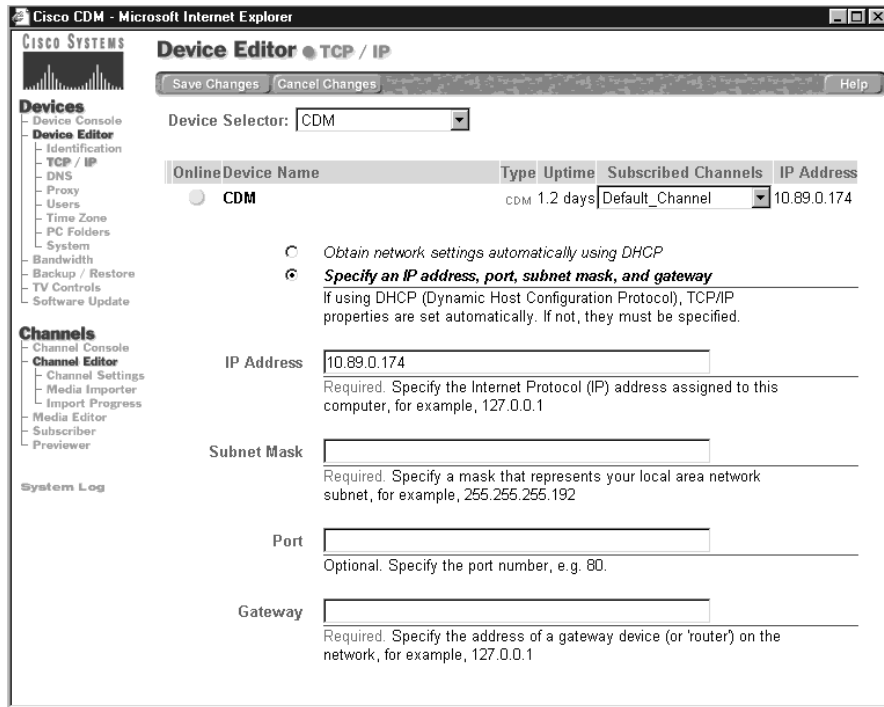 Cisco CDM - Microsoft Internet Explorer
CISCO SYSTEMS
Device Editor TCP / IP
Save Changes Cancel Changes Help
Devices
Device Console
Device Editor
Identification
TCP / IP
DNS
Proxy
Users
Time Zone
PC Folders
System
Bandwidth
Backup / Restore
TV Controls
Software Update
Channels
Channel Console
Channel Editor
Channel Settings
Media Importer
Import Progress
Media Editor
Subscriber
Previewer
System Log
Device Selector: CDM
Online Device Name Type Uptime Subscribed Channels IP Address
CDM CDM 1.2 days Default_Channel 10.89.0.174
Obtain network settings automatically using DHCP
Specify an IP address, port, subnet mask, and gateway
If using DHCP (Dynamic Host Configuration Protocol), TCP/IP
properties are set automatically. If not, they must be specified.
IP Address 10.89.0.174
Required. Specify the Internet Protocol (IP) address assigned to this
computer, for example, 127.0.0.1
Subnet Mask
Required. Specify a mask that represents your local area network
subnet, for example, 255.255.255.192
Port
Optional. Specify the port number, e.g. 80.
Gateway
Required. Specify the address of a gateway device (or 'router') on the
network, for example, 127.0.0.1